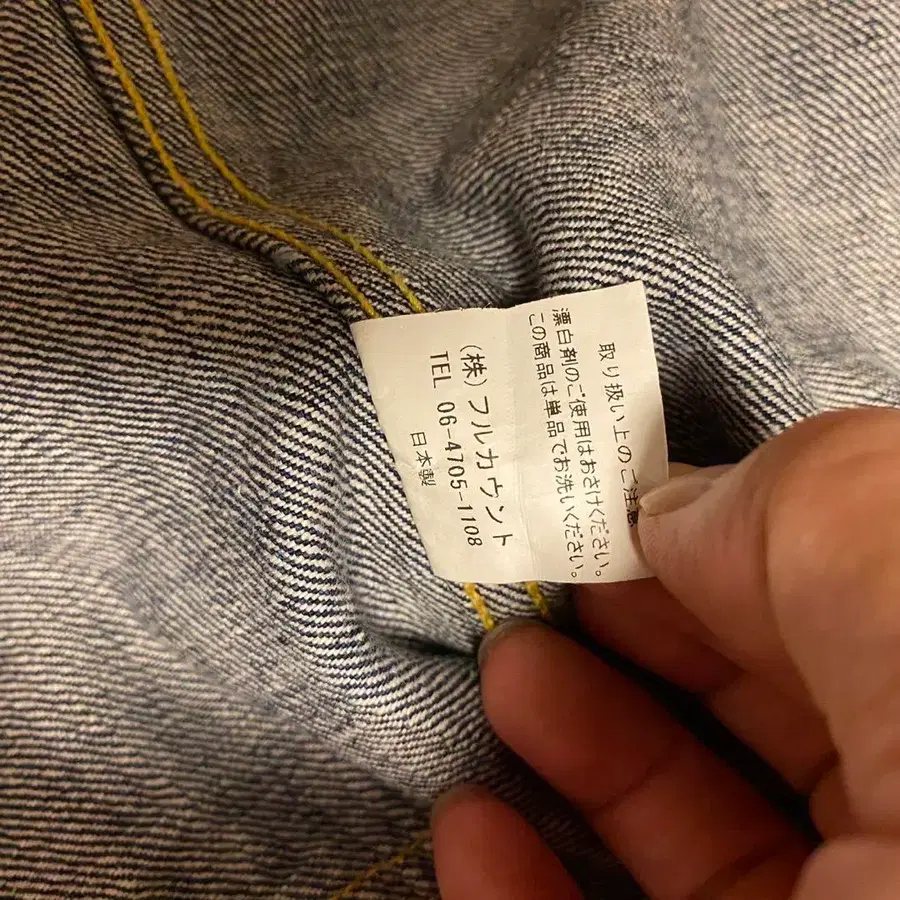 取り扱い上のご注意
漂白剤のご使用はおさけください。
この商品は単品でお洗いください。
(株)フルカウント
TEL 06-4705-1108
日本製